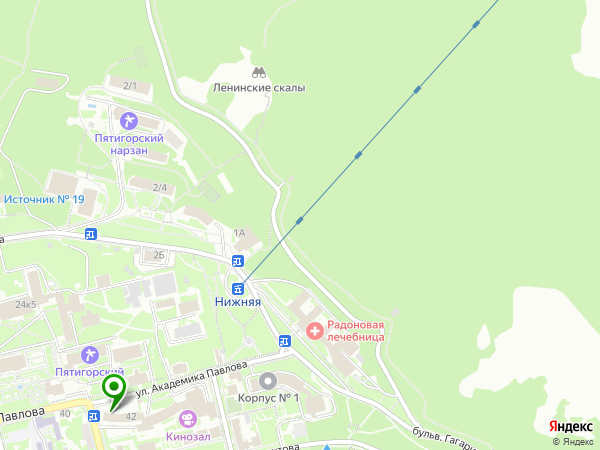 2/1
Ленинские скалы
Пятигорский
нарзан
2/4
Источник № 19
1А
2Б
24к5
Нижняя
Радоновая
лечебница
Пятигорский
ул. Академика Павлова
Корпус № 1
Павлова
40
42
Кинозал
бульв. Гагари
Яндекс
© Яндекс